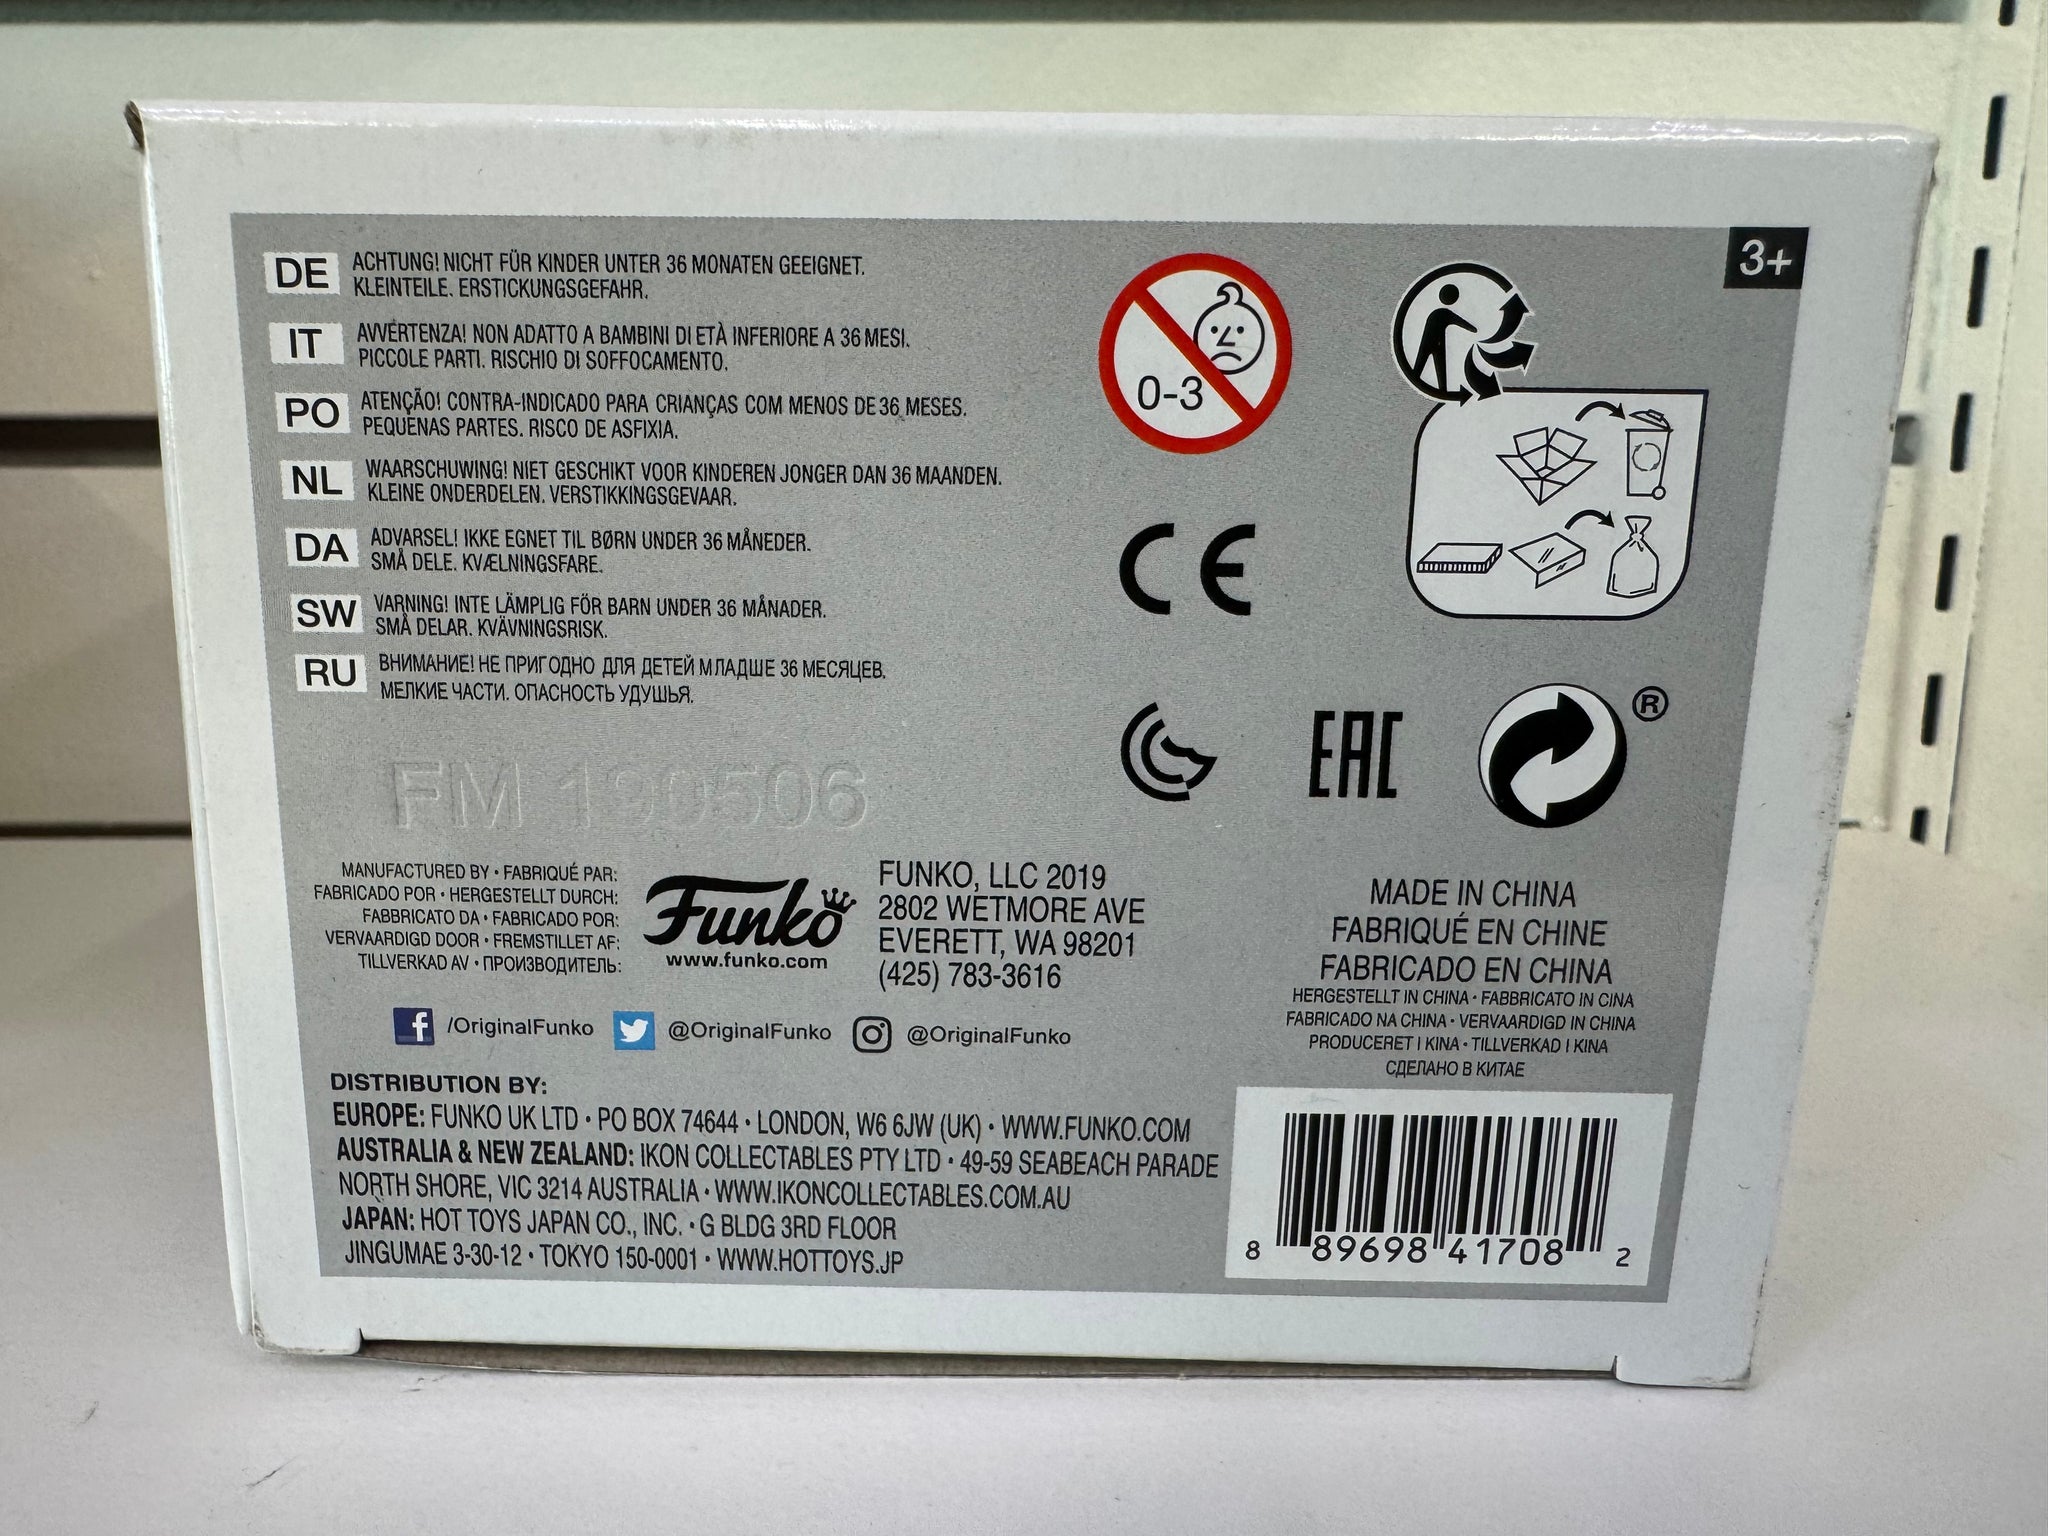 DE ACHTUNG! NICHT FÜR KINDER UNTER 36 MONATEN GEEIGNET.
KLEINTEILE. ERSTICKUNGSGEFAHR.
IT AVVERTENZA! NON ADATTO A BAMBINI DI ETÀ INFERIORE A 36 MESI.
PICCOLE PARTI. RISCHIO DI SOFFOCAMENTO.
PO ATENÇÃO! CONTRA-INDICADO PARA CRIANÇAS COM MENOS DE 36 MESES.
PEQUENAS PARTES. RISCO DE ASFIXIA.
NL WAARSCHUWING! NIET GESCHIKT VOOR KINDEREN JONGER DAN 36 MAANDEN.
KLEINE ONDERDELEN. VERSTIKKINGSGEVAAR.
DA ADVARSEL! IKKE EGNET TIL BØRN UNDER 36 MÅNEDER.
SMÅ DELE. KVÆLNINGSFARE.
SW VARNING! INTE LÄMPLIG FÖR BARN UNDER 36 MÅNADER.
SMÅ DELAR. KVÄVNINGSRISK.
RU ВНИМАНИЕ! НЕ ПРИГОДНО ДЛЯ ДЕТЕЙ МЛАДШЕ 36 МЕСЯЦЕВ.
МЕЛКИЕ ЧАСТИ. ОПАСНОСТЬ УДУШЬЯ.
0-3
3+
CE
EAC
®
FM 190506
MANUFACTURED BY • FABRIQUÉ PAR:
FABRICADO POR • HERGESTELLT DURCH:
FABBRICATO DA • FABRICADO POR:
VERVAARDIGD DOOR • FREMSTILLET AF:
TILLVERKAD AV • ПРОИЗВОДИТЕЛЬ:
Funko
www.funko.com
FUNKO, LLC 2019
2802 WETMORE AVE
EVERETT, WA 98201
(425) 783-3616
MADE IN CHINA
FABRIQUÉ EN CHINE
FABRICADO EN CHINA
HERGESTELLT IN CHINA • FABBRICATO IN CINA
FABRICADO NA CHINA • VERVAARDIGD IN CHINA
PRODUCERET I KINA • TILLVERKAD I KINA
СДЕЛАНО В КИТАЕ
f /OriginalFunko @OriginalFunko @OriginalFunko
DISTRIBUTION BY:
EUROPE: FUNKO UK LTD • PO BOX 74644 • LONDON, W6 6JW (UK) • WWW.FUNKO.COM
AUSTRALIA & NEW ZEALAND: IKON COLLECTABLES PTY LTD • 49-59 SEABEACH PARADE
NORTH SHORE, VIC 3214 AUSTRALIA • WWW.IKONCOLLECTABLES.COM.AU
JAPAN: HOT TOYS JAPAN CO., INC. • G BLDG 3RD FLOOR
JINGUMAE 3-30-12 • TOKYO 150-0001 • WWW.HOTTOYS.JP
8 89698 41708 2